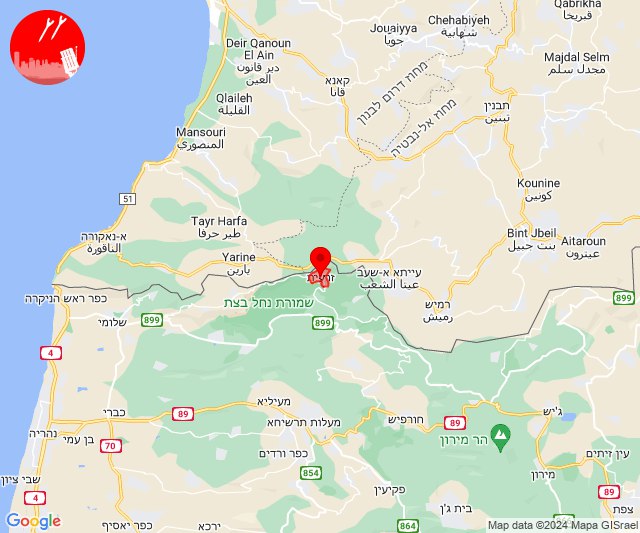 Qabrikha
قبريخا
Chehabiyeh
شهابية
Jouaiyya
جويا
Deir Qanoun
El Ain
דיר קאנון
العين
Majdal Selm
مجدل سلم
קאנא
قانا
Qlaileh
القليلة
מחוז דרום לבנון
מחוז אל-נבטיה
תבנין
تبنين
Mansouri
المنصوري
Kounine
كونين
51
Tayr Harfa
طير حرفا
א-נאקורה
الناقورة
Bint Jbeil
بنت جبيل
Aitaroun
عيترون
Yarine
يارين
עייתא א-שעב
عيتا الشعب
כפר ראש הניקרה
שמורת נחל בצת
רמיש
رميش
899
שלומי
899
899
4
מעיליא
כברי
89
מעלות תרשיחא
חורפיש
89
ג'יש
נהריה
בן עמי
70
הר מירון
כפר ורדים
854
מירון
עין זיתים
שבי ציון
4
פקיעין
89
Google
כפר יאסיף
ירכא
864
בית ג'ן
צפת
Map data ©2024 Mapa GISrael